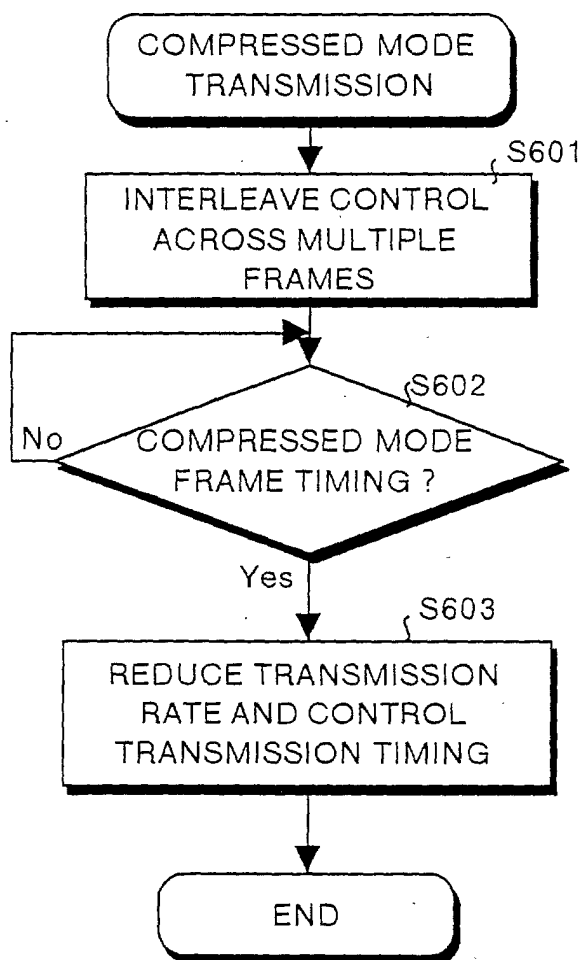 COMPRESSED MODE
TRANSMISSION
S601
INTERLEAVE CONTROL
ACROSS MULTIPLE
FRAMES
S602
No
COMPRESSED MODE
FRAME TIMING ?
Yes
S603
REDUCE TRANSMISSION
RATE AND CONTROL
TRANSMISSION TIMING
END